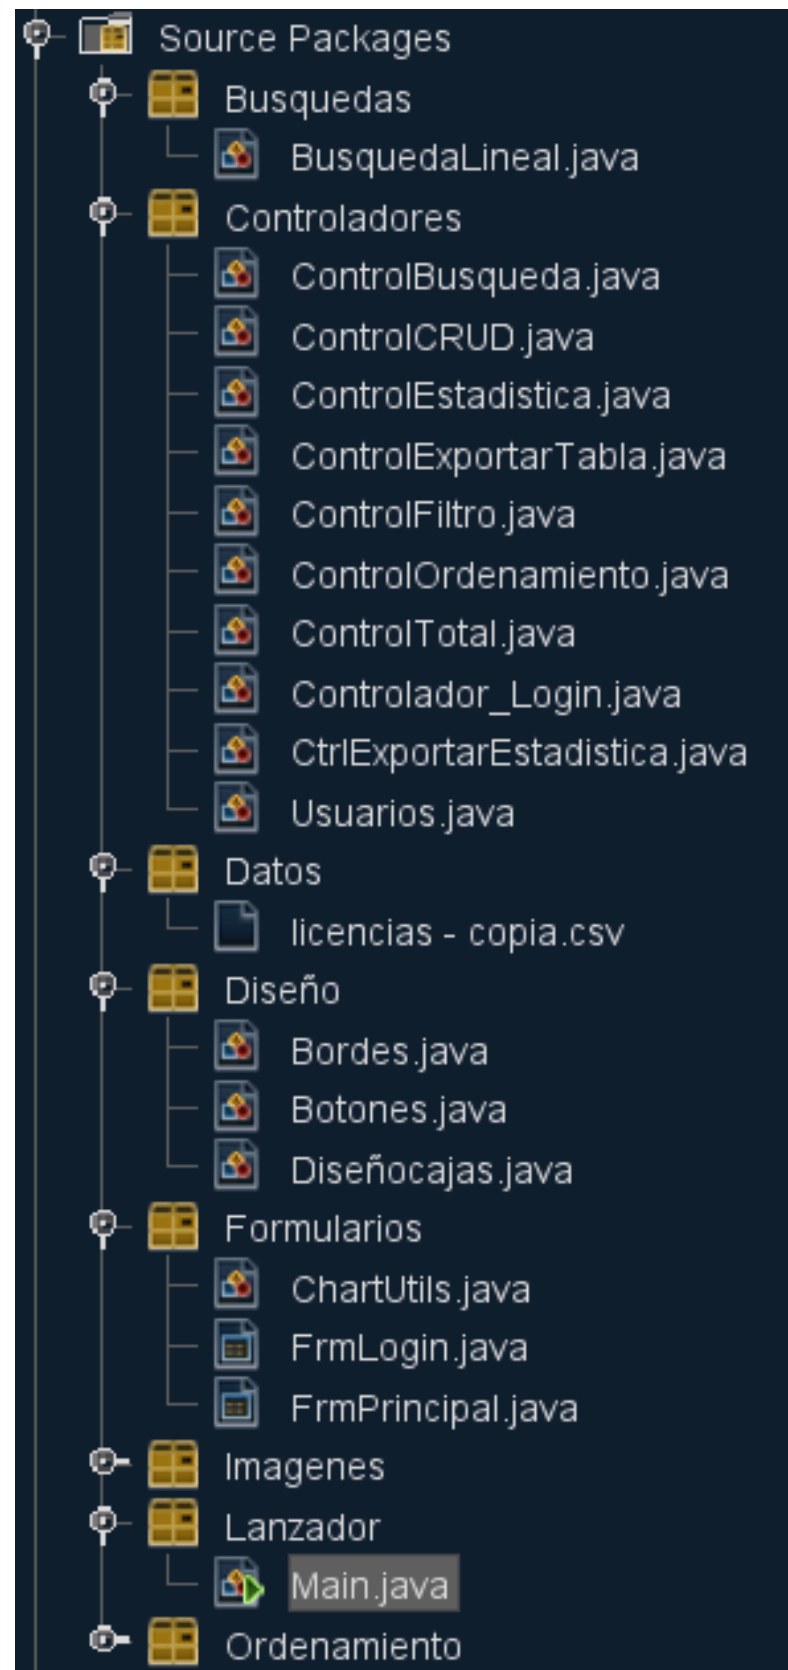 Source Packages
Busquedas
BusquedaLineal.java
Controladores
ControlBusqueda.java
ControlCRUD.java
ControlEstadistica.java
ControlExportarTabla.java
ControlFiltro.java
ControlOrdenamiento.java
ControlTotal.java
Controlador_Login.java
CtrlExportarEstadistica.java
Usuarios.java
Datos
licencias - copia.csv
Diseño
Bordes.java
Botones.java
Diseñocajas.java
Formularios
ChartUtils.java
FrmLogin.java
FrmPrincipal.java
Imagenes
Lanzador
Main.java
Ordenamiento